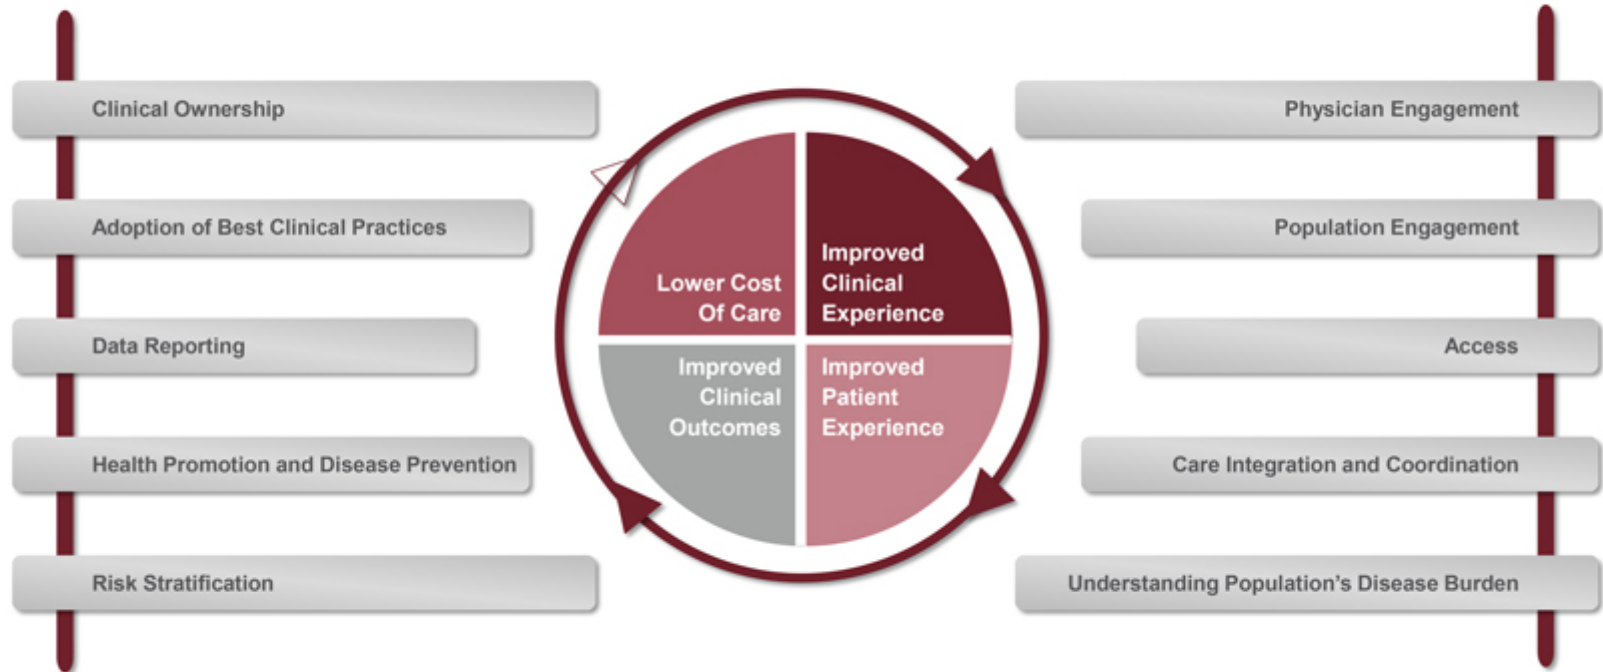 Clinical Ownership
Adoption of Best Clinical Practices
Data Reporting
Health Promotion and Disease Prevention
Risk Stratification
Lower Cost
Of Care
Improved
Clinical
Experience
Improved
Clinical
Outcomes
Improved
Patient
Experience
Physician Engagement
Population Engagement
Access
Care Integration and Coordination
Understanding Population’s Disease Burden